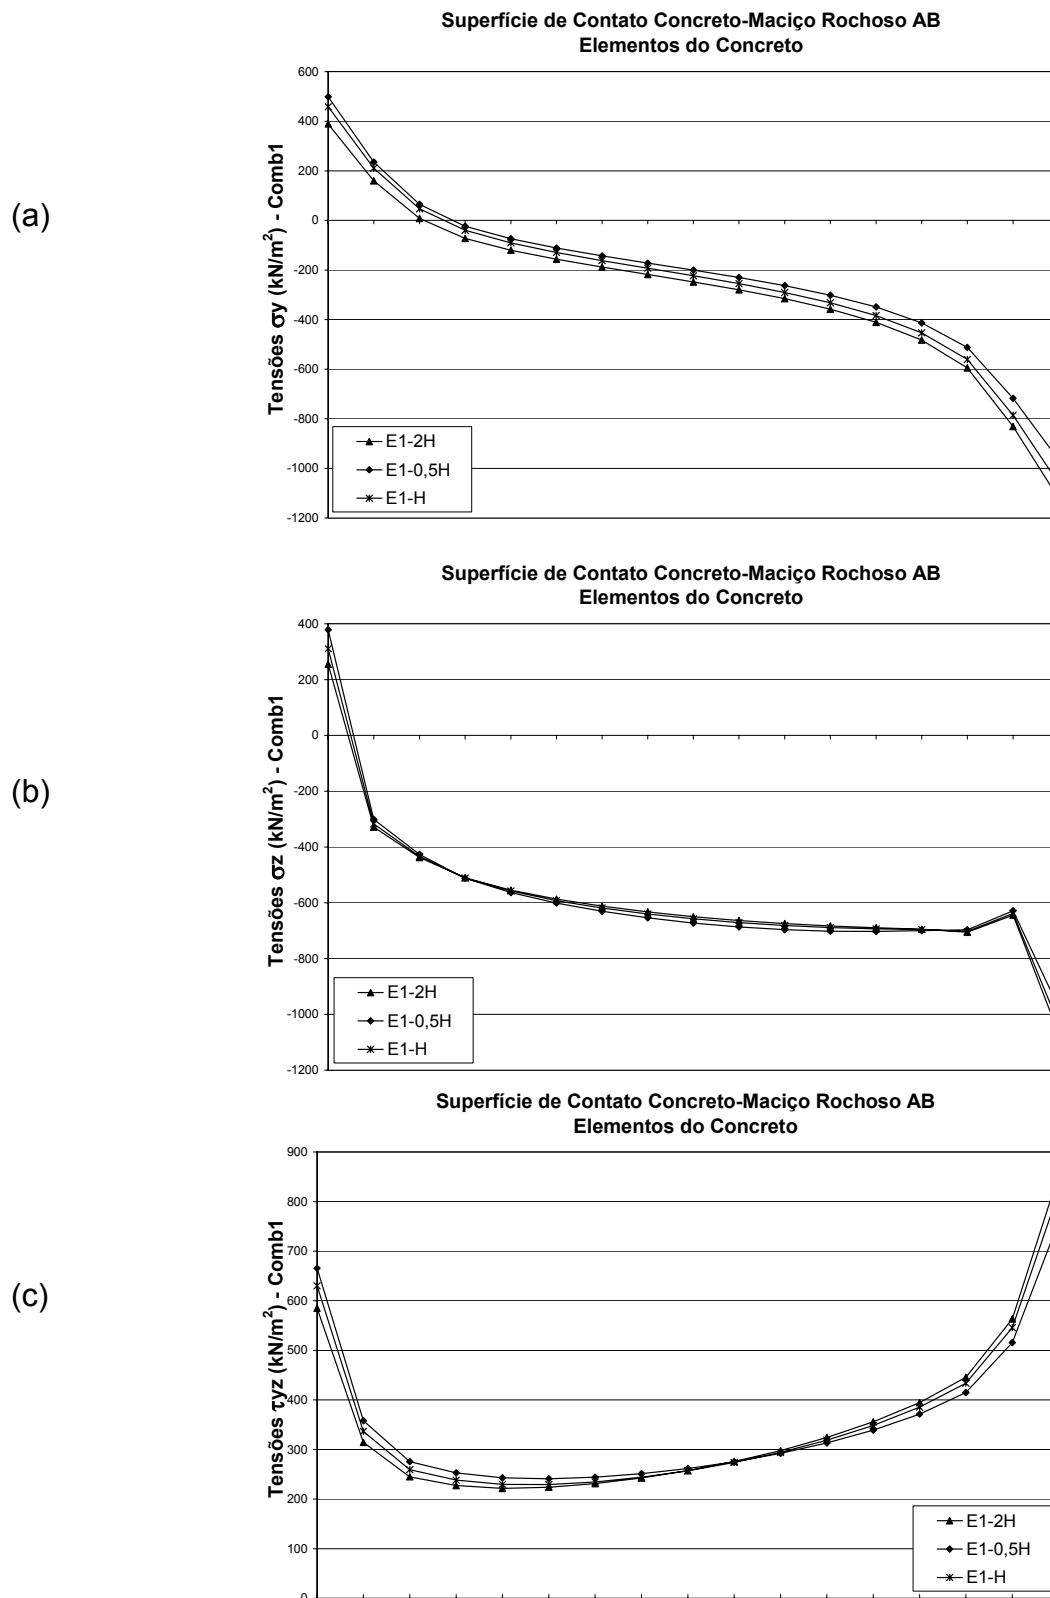 Superfície de Contato Concreto-Maciço Rochoso AB
Elementos do Concreto
(a)
Tensões σy (kN/m²) - Comb1
600
400
200
0
-200
-400
-600
-800
-1000
-1200
E1-2H
E1-0,5H
E1-H
Superfície de Contato Concreto-Maciço Rochoso AB
Elementos do Concreto
(b)
Tensões σz (kN/m²) - Comb1
400
200
0
-200
-400
-600
-800
-1000
-1200
E1-2H
E1-0,5H
E1-H
Superfície de Contato Concreto-Maciço Rochoso AB
Elementos do Concreto
(c)
Tensões τyz (kN/m²) - Comb1
900
800
700
600
500
400
300
200
100
0
E1-2H
E1-0,5H
E1-H